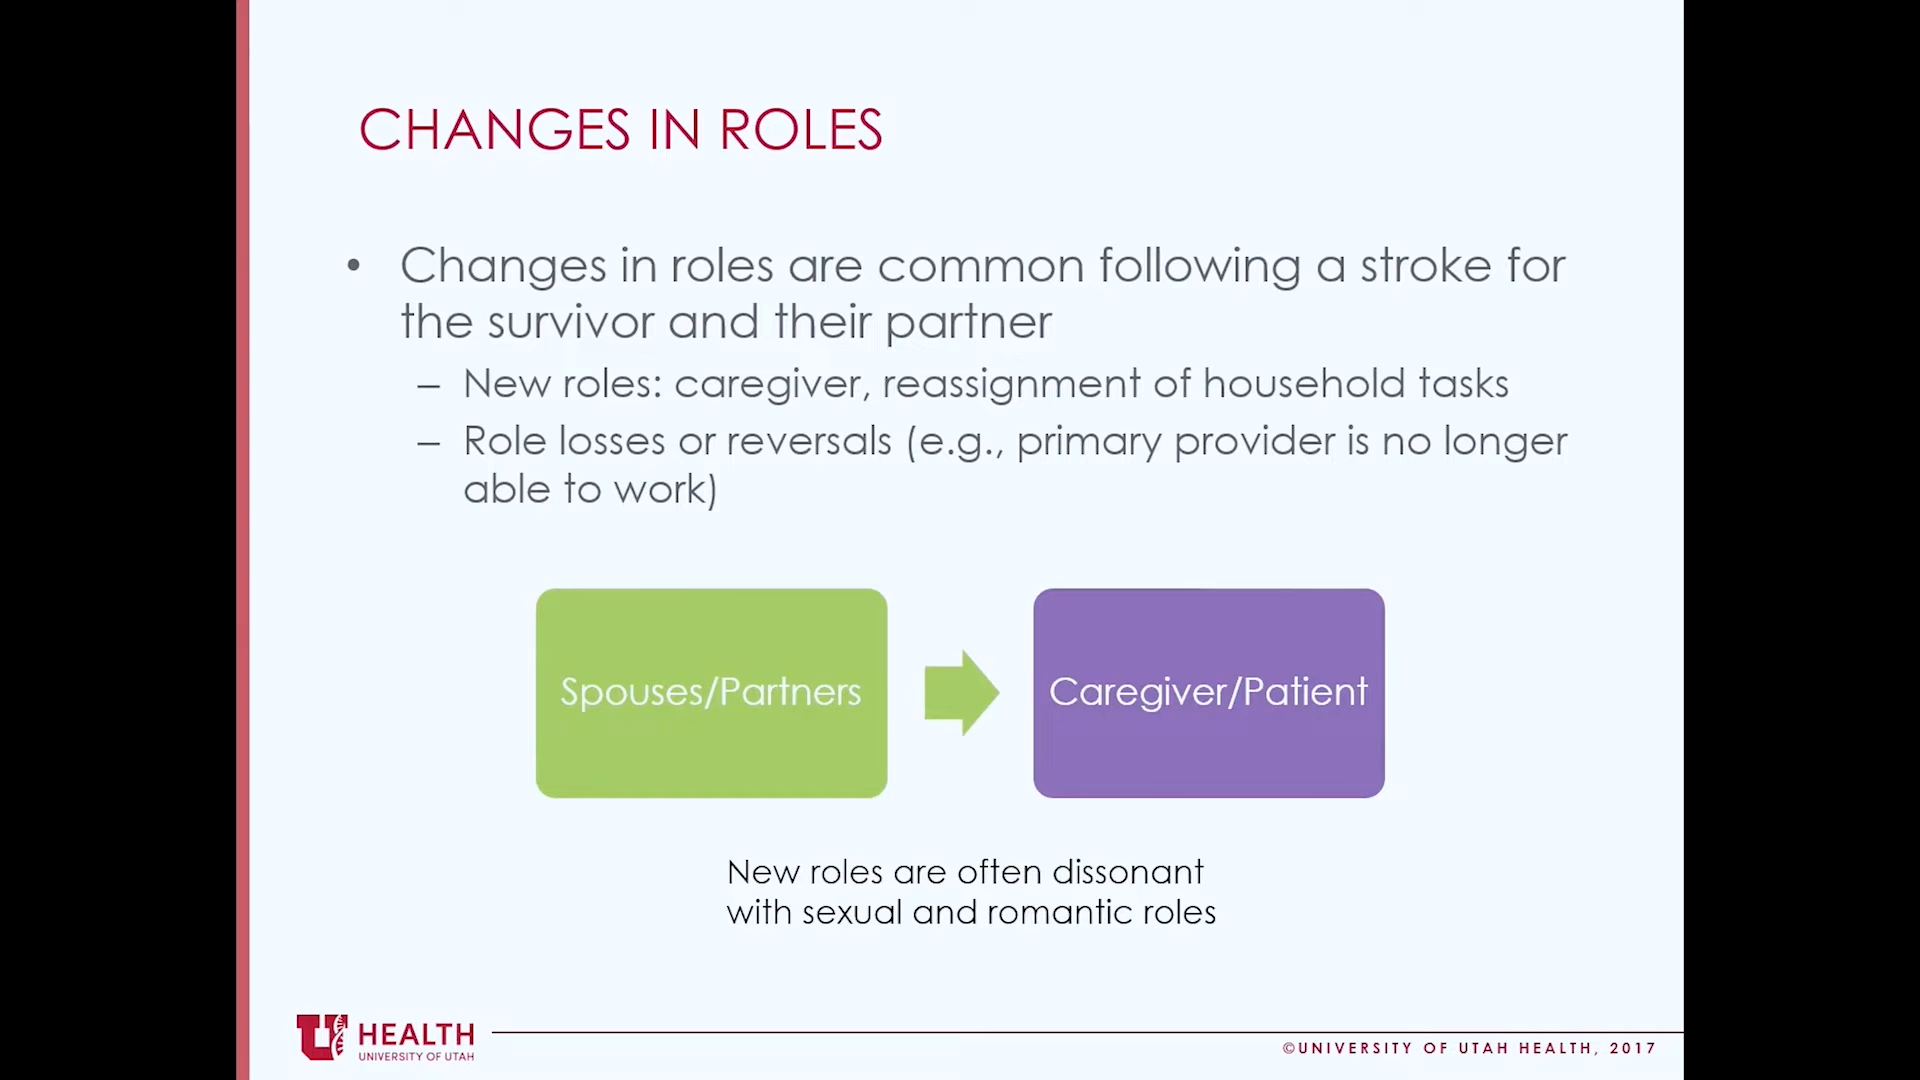 CHANGES IN ROLES
• Changes in roles are common following a stroke for
the survivor and their partner
– New roles: caregiver, reassignment of household tasks
– Role losses or reversals (e.g., primary provider is no longer
able to work)
Spouses/Partners
Caregiver/Patient
New roles are often dissonant
with sexual and romantic roles
U HEALTH
UNIVERSITY OF UTAH
©UNIVERSITY OF UTAH HEALTH, 2017